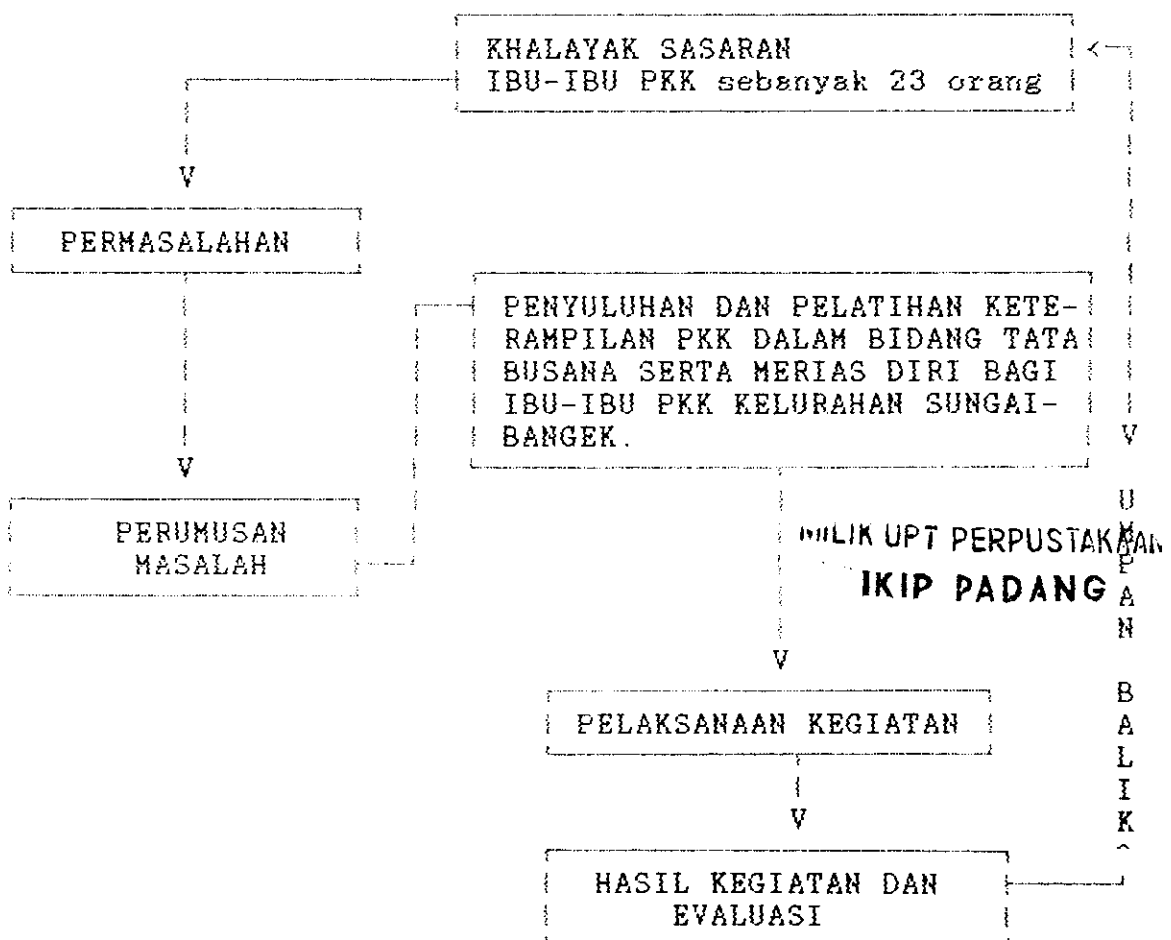 KHALAYAK SASARAN
IBU-IBU PKK sebanyak 23 orang
PERMASALAHAN
PENYULUHAN DAN PELATIHAN KETE-
RAMPILAN PKK DALAM BIDANG TATA
BUSANA SERTA MERIAS DIRI BAGI
IBU-IBU PKK KELURAHAN SUNGAI-
BANGEK.
PERUMUSAN
MASALAH
MILIK UPT PERPUSTAKAAN
IKIP PADANG
UMPAN BALIK
PELAKSANAAN KEGIATAN
HASIL KEGIATAN DAN
EVALUASI